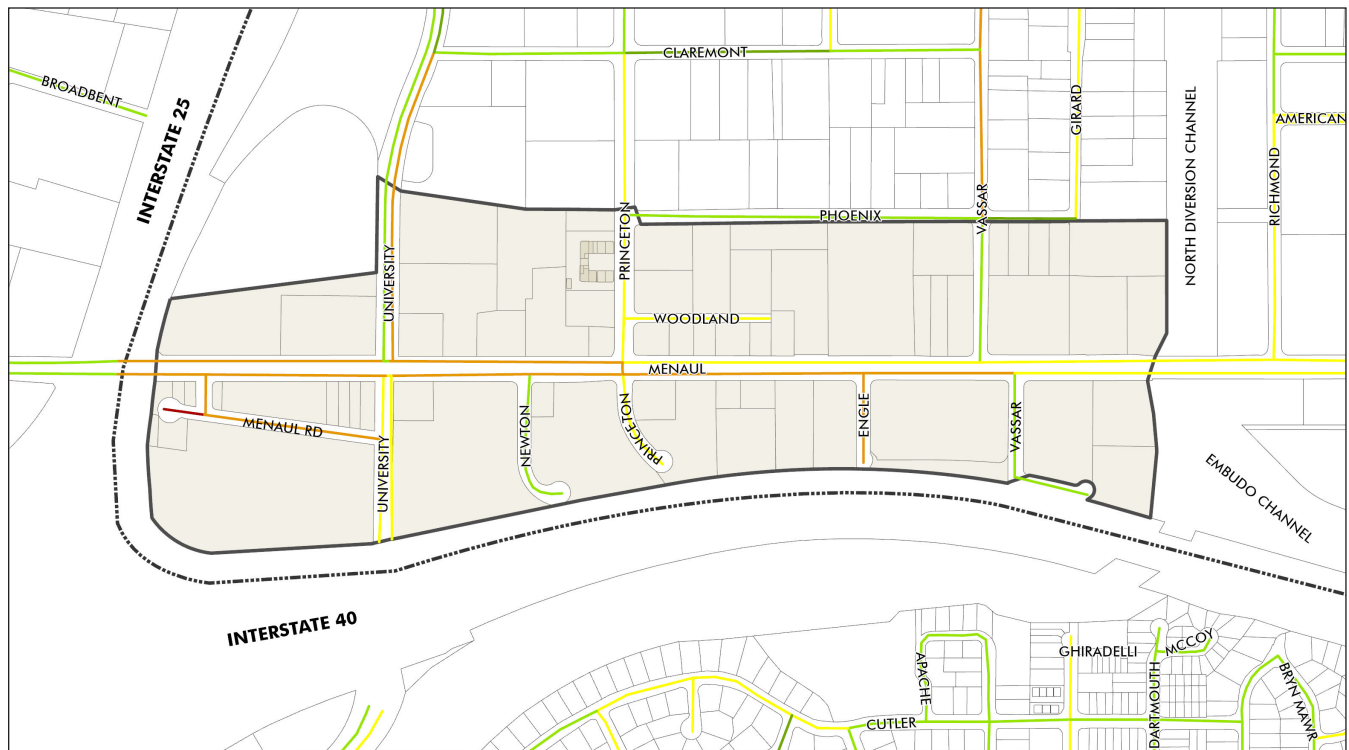 CLAREMONT
BROADBENT
INTERSTATE 25
GIRARD
NORTH DIVERSION CHANNEL
AMERICAN
RICHMOND
PHOENIX
VASSAR
PRINCETON
UNIVERSITY
WOODLAND
MENAUL
MENAUL RD
UNIVERSITY
NEWTON
PRINCETON
ENGLE
VASSAR
EMBUDO CHANNEL
INTERSTATE 40
APACHE
GHIRADELLI
MCCOY
DARTMOUTH
BRYN MAWR
CUTLER